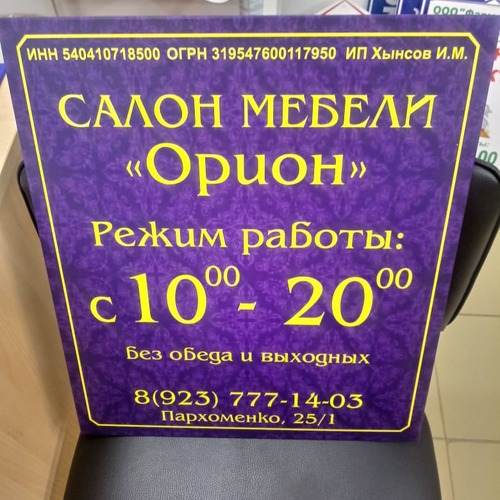 ИНН 540410718500 ОГРН 319547600117950 ИП Хынсов И.М.
САЛОН МЕБЕЛИ
«Орион»
Режим работы:
с 10⁰⁰ - 20⁰⁰
Без обеда и выходных
8(923) 777-14-03
Пархоменко, 25/1